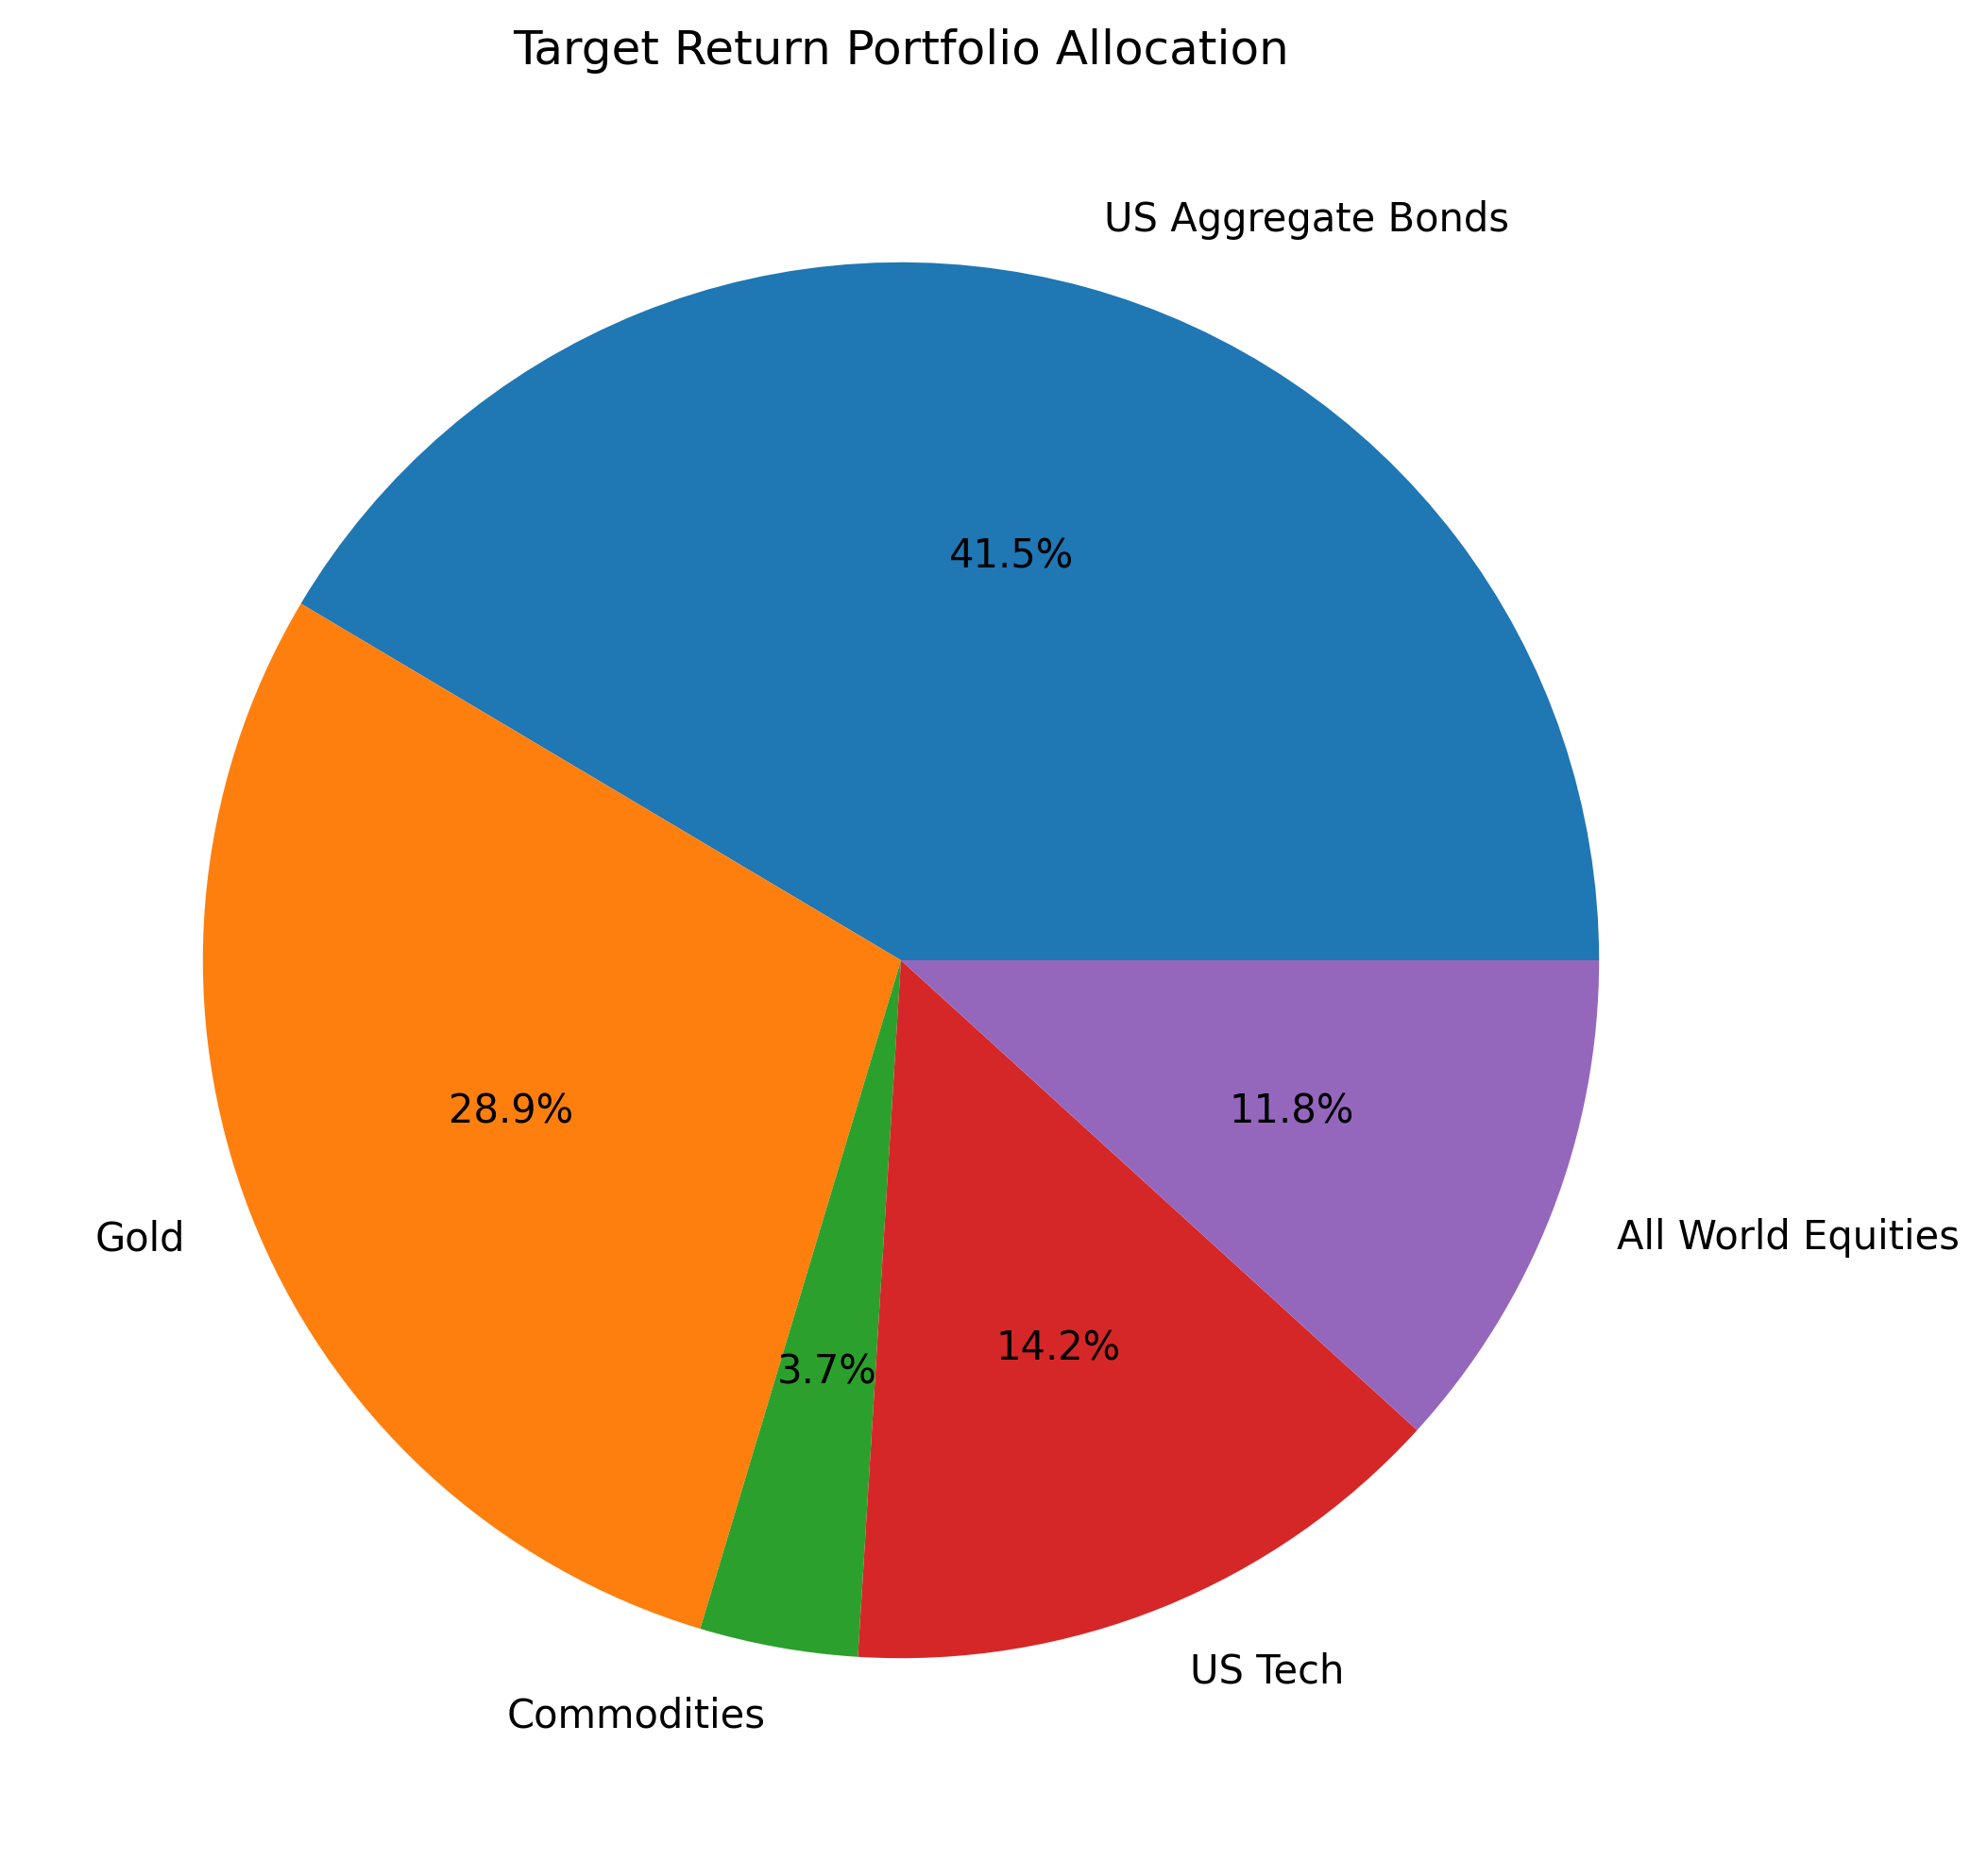 Target Return Portfolio Allocation
US Aggregate Bonds
41.5%
28.9%
11.8%
Gold
All World Equities
14.2%
3.7%
US Tech
Commodities